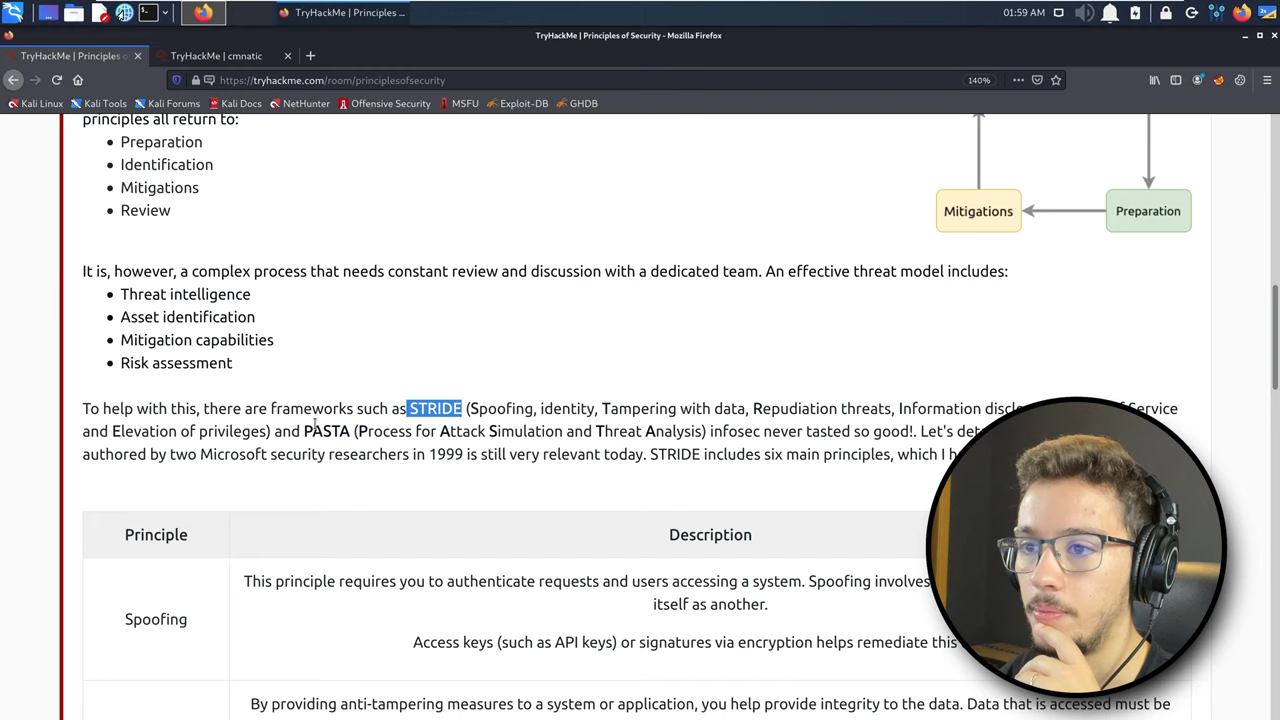 TryHackMe | Principles ...
01:59 AM
TryHackMe | Principles of Security - Mozilla Firefox
TryHackMe | Principles of
TryHackMe | cmnatic
https://tryhackme.com/room/principlesofsecurity
140%
Kali Linux Kali Tools Kali Forums Kali Docs NetHunter Offensive Security MSFU Exploit-DB GHDB
principles all return to:
Preparation
Identification
Mitigations
Review
Mitigations
Preparation
It is, however, a complex process that needs constant review and discussion with a dedicated team. An effective threat model includes:
Threat intelligence
Asset identification
Mitigation capabilities
Risk assessment
To help with this, there are frameworks such as STRIDE (Spoofing, identity, Tampering with data, Repudiation threats, Information Service
and Elevation of privileges) and PASTA (Process for Attack Simulation and Threat Analysis) infosec never tasted so good!. Let's
authored by two Microsoft security researchers in 1999 is still very relevant today. STRIDE includes six main principles, which I
Principle
Description
Spoofing
This principle requires you to authenticate requests and users accessing a system. Spoofing involves
itself as another.
Access keys (such as API keys) or signatures via encryption helps remediate this
By providing anti-tampering measures to a system or application, you help provide integrity to the data. Data that is accessed must be